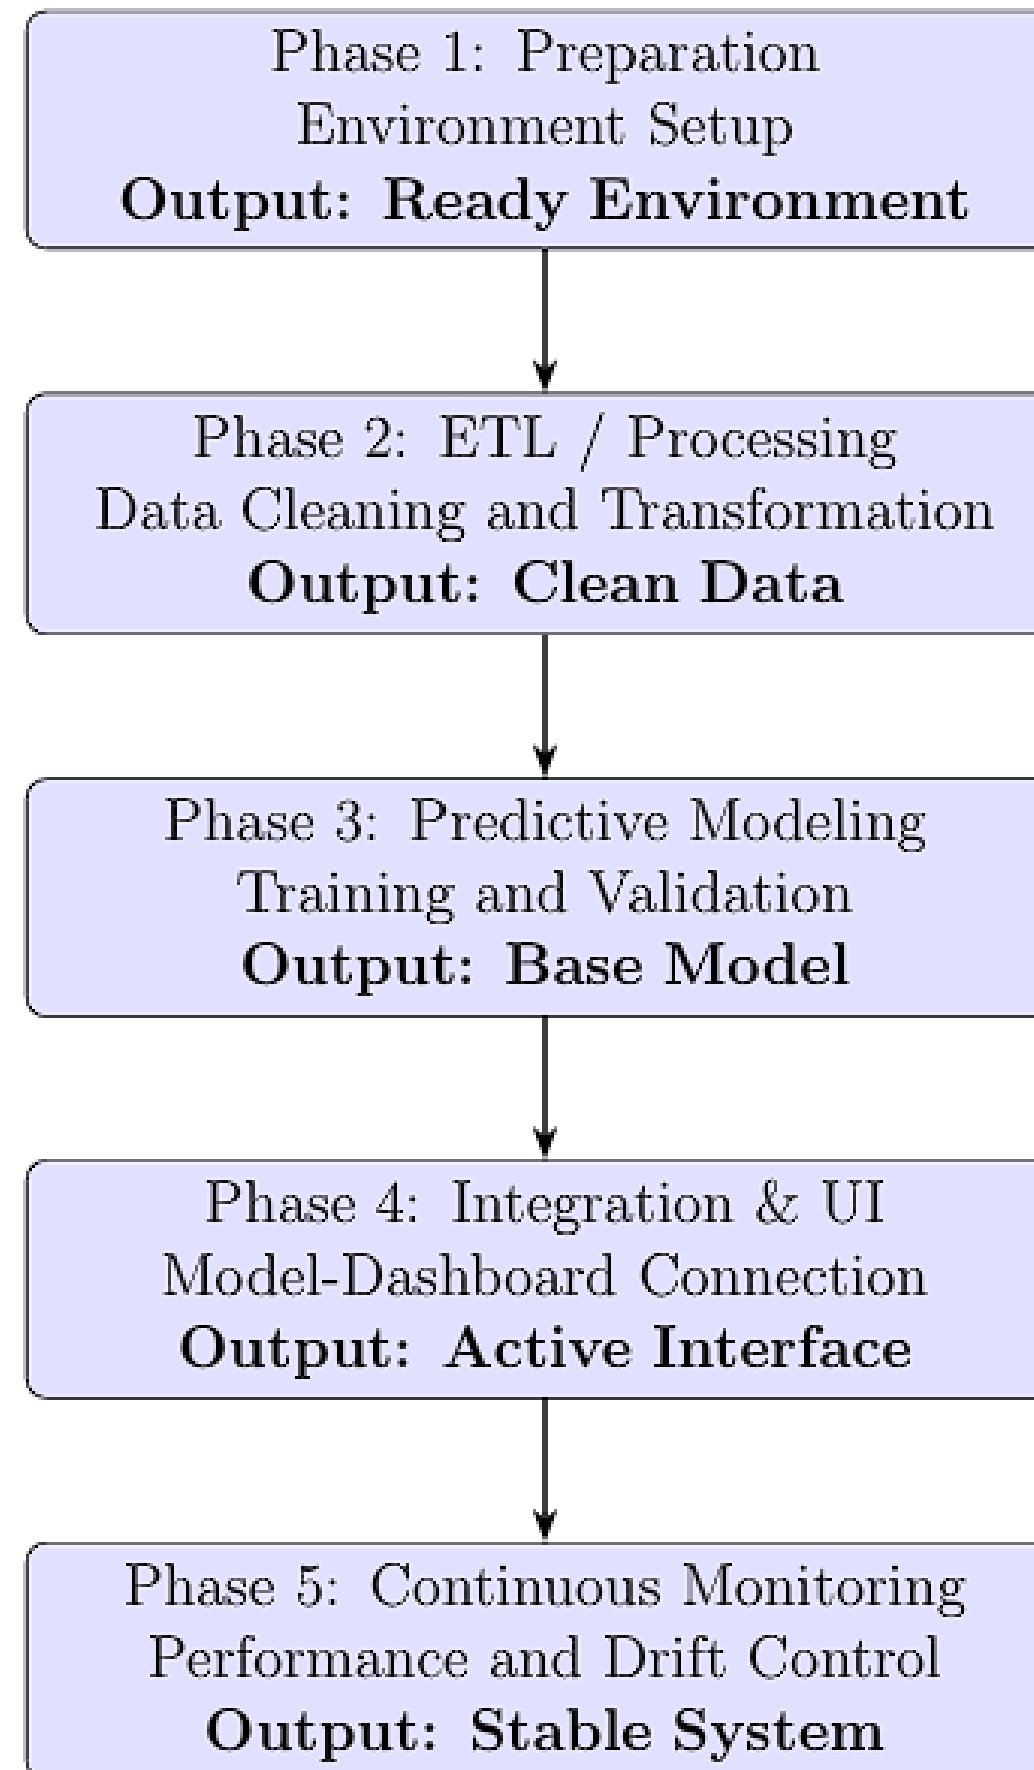 Phase 1: Preparation
Environment Setup
Output: Ready Environment
Phase 2: ETL / Processing
Data Cleaning and Transformation
Output: Clean Data
Phase 3: Predictive Modeling
Training and Validation
Output: Base Model
Phase 4: Integration & UI
Model-Dashboard Connection
Output: Active Interface
Phase 5: Continuous Monitoring
Performance and Drift Control
Output: Stable System